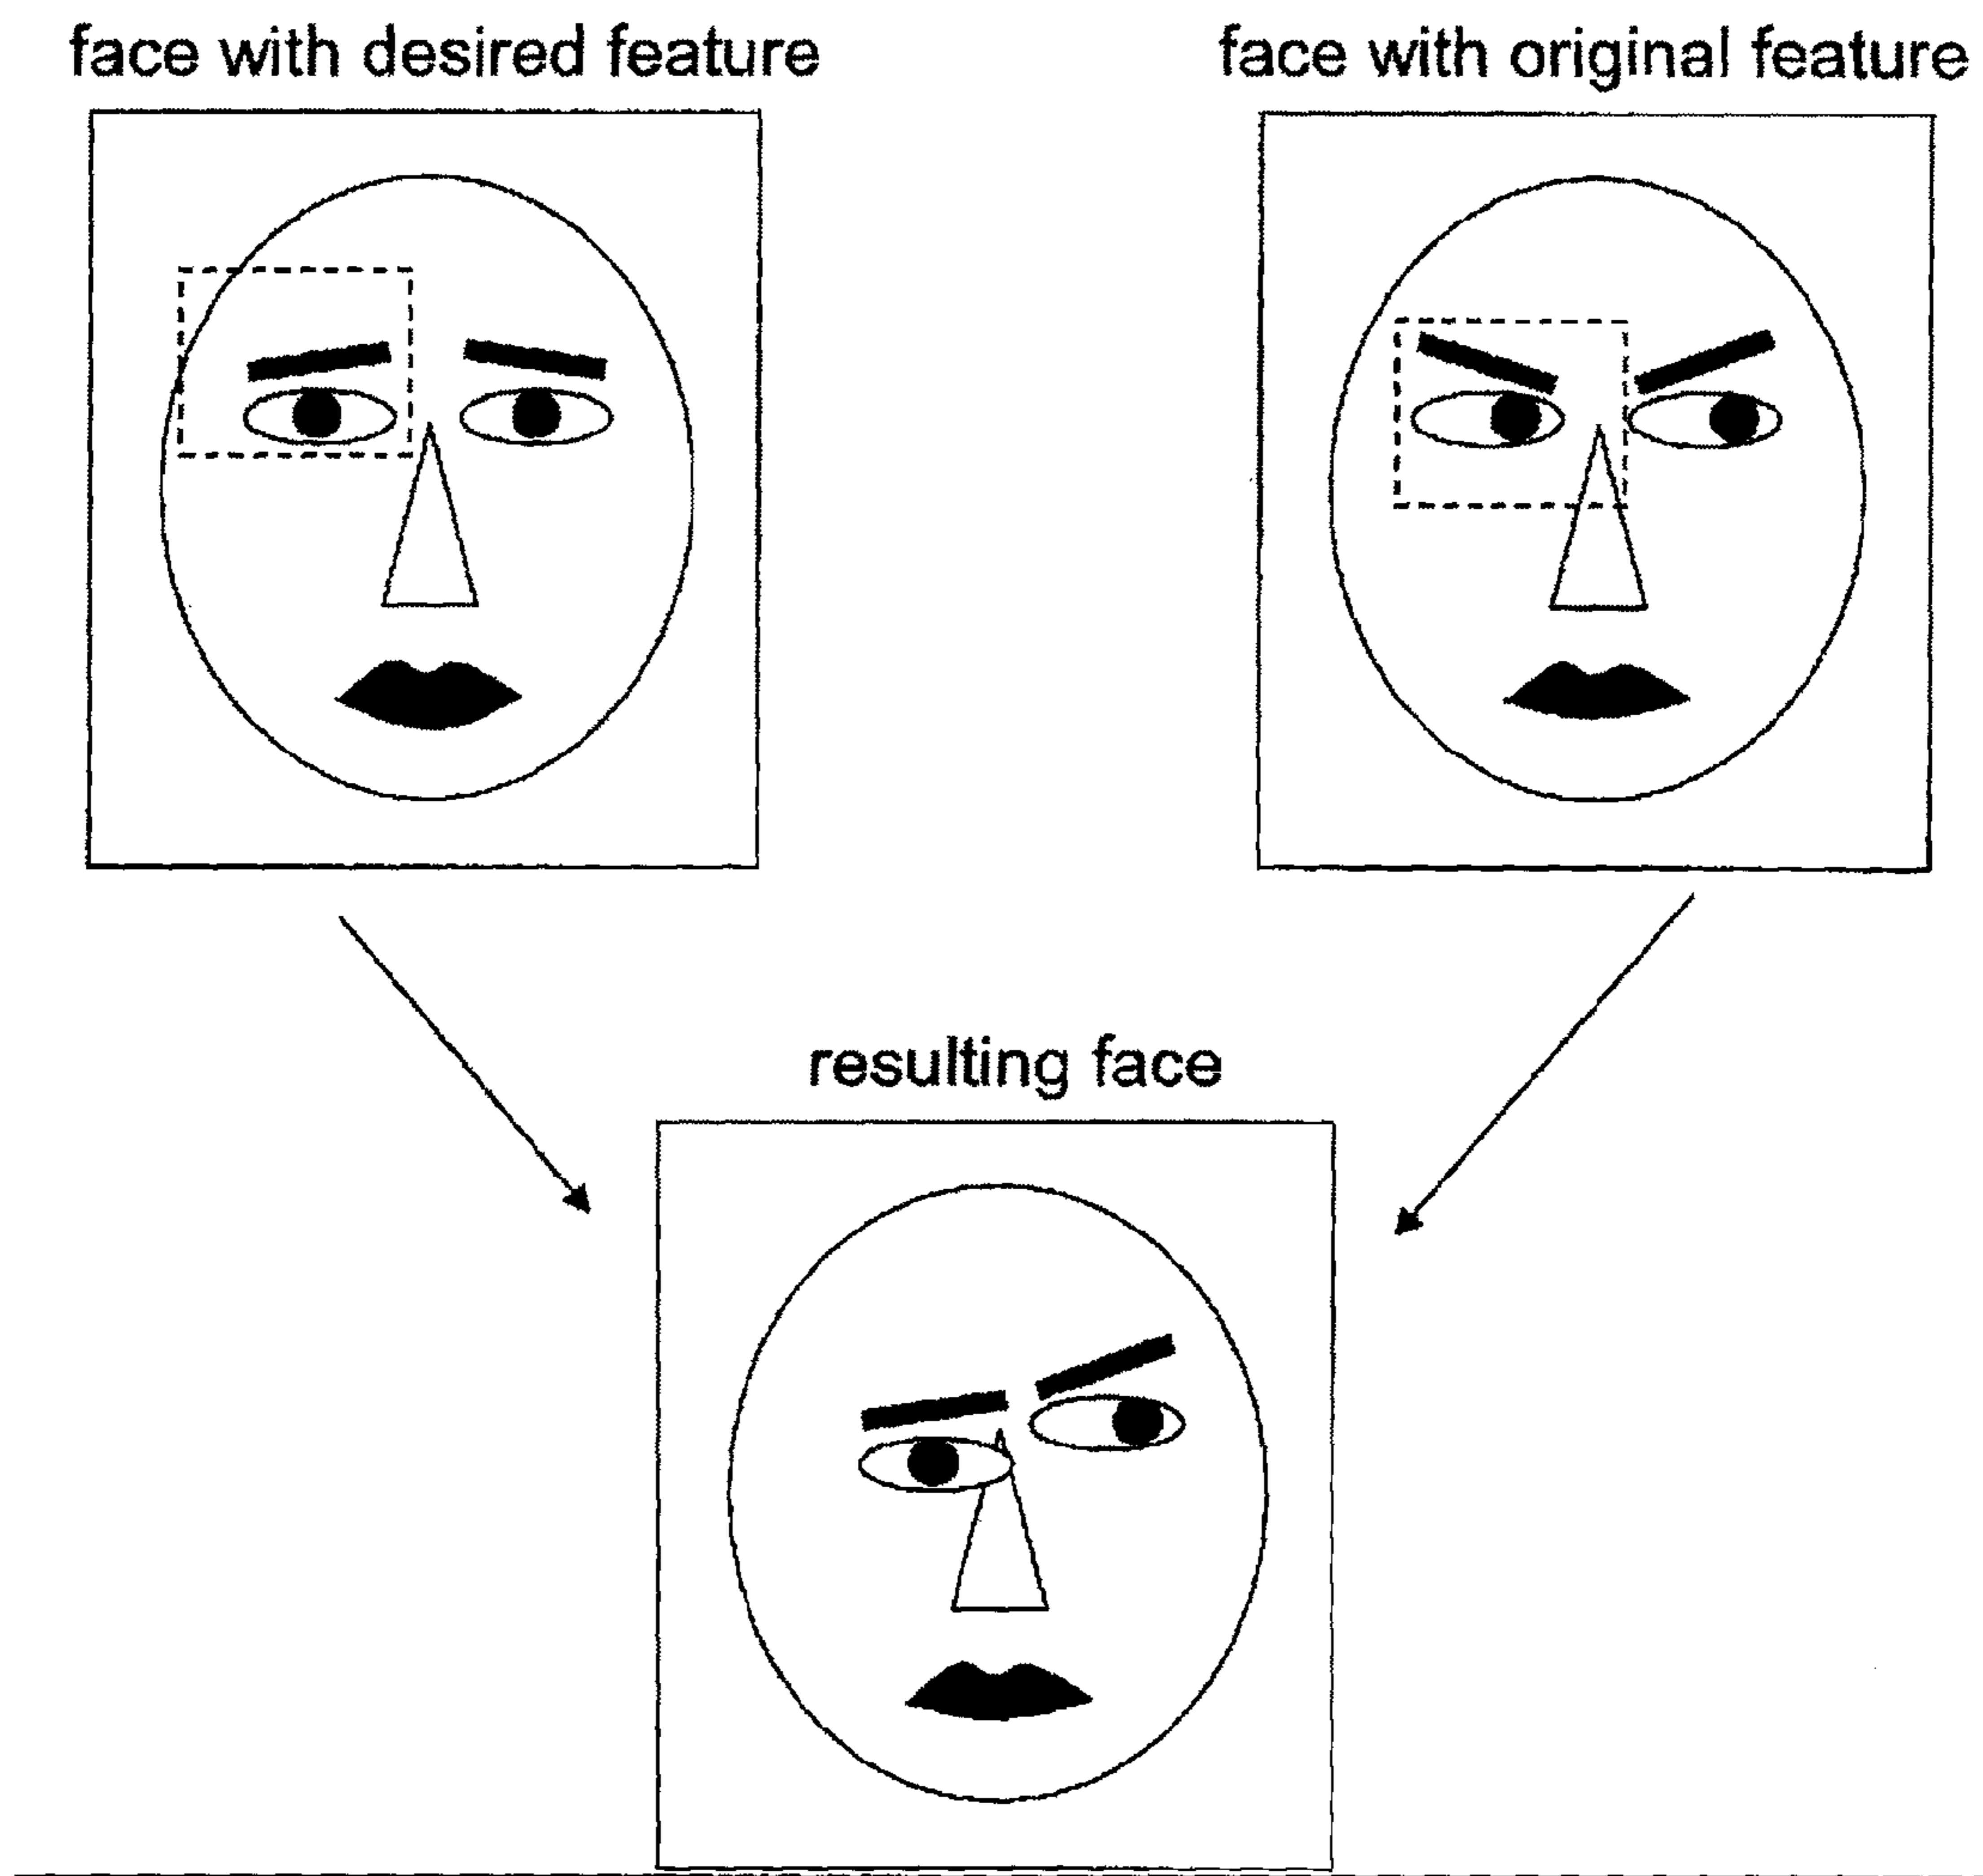 face with desired feature
face with original feature
resulting face